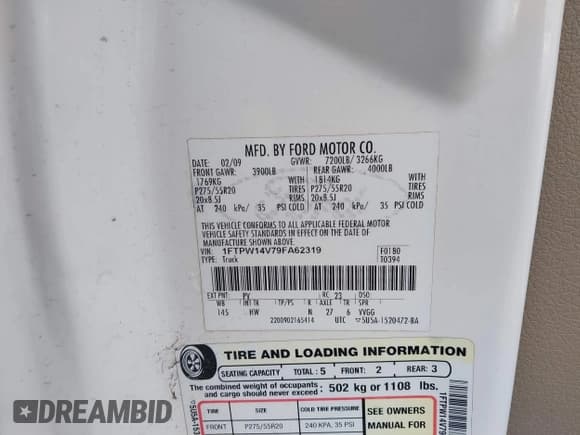 MFD. BY FORD MOTOR CO.
DATE: 02/09 GVWR: 7200LB/ 3266KG
FRONT GAWR: 3900LB REAR GAWR: 4000LB
1769KG WITH 1814KG WITH
P275/55R20 TIRES P275/55R20 TIRES
20x8.5J RIMS 20x8.5J RIMS
AT 240 kPa/ 35 PSI COLD AT 240 kPa/ 35 PSI COLD
THIS VEHICLE CONFORMS TO ALL APPLICABLE FEDERAL MOTOR
VEHICLE SAFETY STANDARDS IN EFFECT ON THE DATE OF MANUFACTURE
VIN: 1FTPW14V79FA62319 F0180
TYPE: Truck T0394
EXT PNT: PV RC: 23 DSO:
WB INT TR TP/PS R AXLE TR SPR
145 HW N 27 6 VVGG
2200902165414 UTC 5U5A-1520472-BA
TIRE AND LOADING INFORMATION
SEATING CAPACITY TOTAL: 5 FRONT: 2 REAR: 3
The combined weight of occupants and cargo should never exceed 502 kg or 1108 lbs.
TIRE SIZE COLD TIRE PRESSURE
FRONT P275/55R20 240 KPA, 35 PSI
SEE OWNERS
MANUAL FOR
1FTPW14V79
DREAMBID